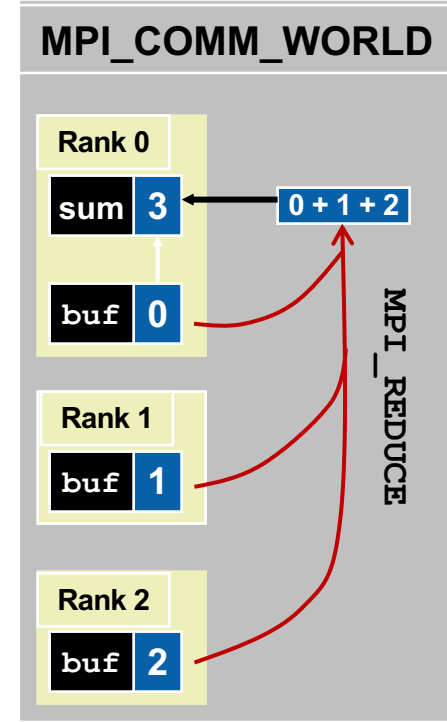 MPI_COMM_WORLD
Rank 0
sum 3
0 + 1 + 2
buf 0
MPI_REDUCE
Rank 1
buf 1
Rank 2
buf 2